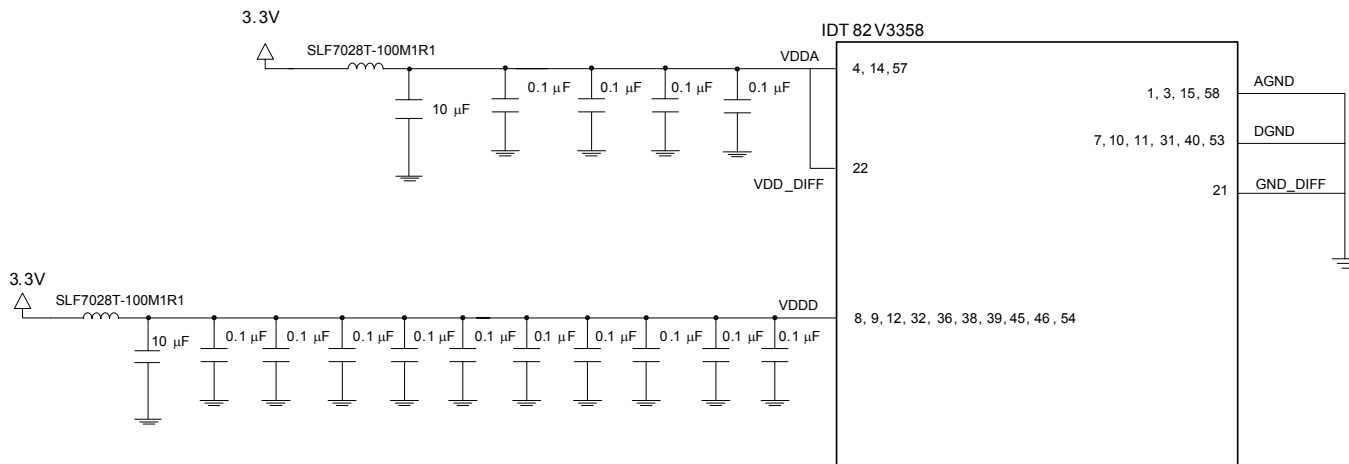 3.3V
IDT 82V3358
SLF7028T-100M1R1
VDDA
4, 14, 57
10 µF
0.1 µF
0.1 µF
0.1 µF
0.1 µF
1, 3, 15, 58
AGND
7, 10, 11, 31, 40, 53
DGND
VDD_DIFF
22
21
GND_DIFF
3.3V
SLF7028T-100M1R1
VDDD
8, 9, 12, 32, 36, 38, 39, 45, 46, 54
10 µF
0.1 µF
0.1 µF
0.1 µF
0.1 µF
0.1 µF
0.1 µF
0.1 µF
0.1 µF
0.1 µF
0.1 µF